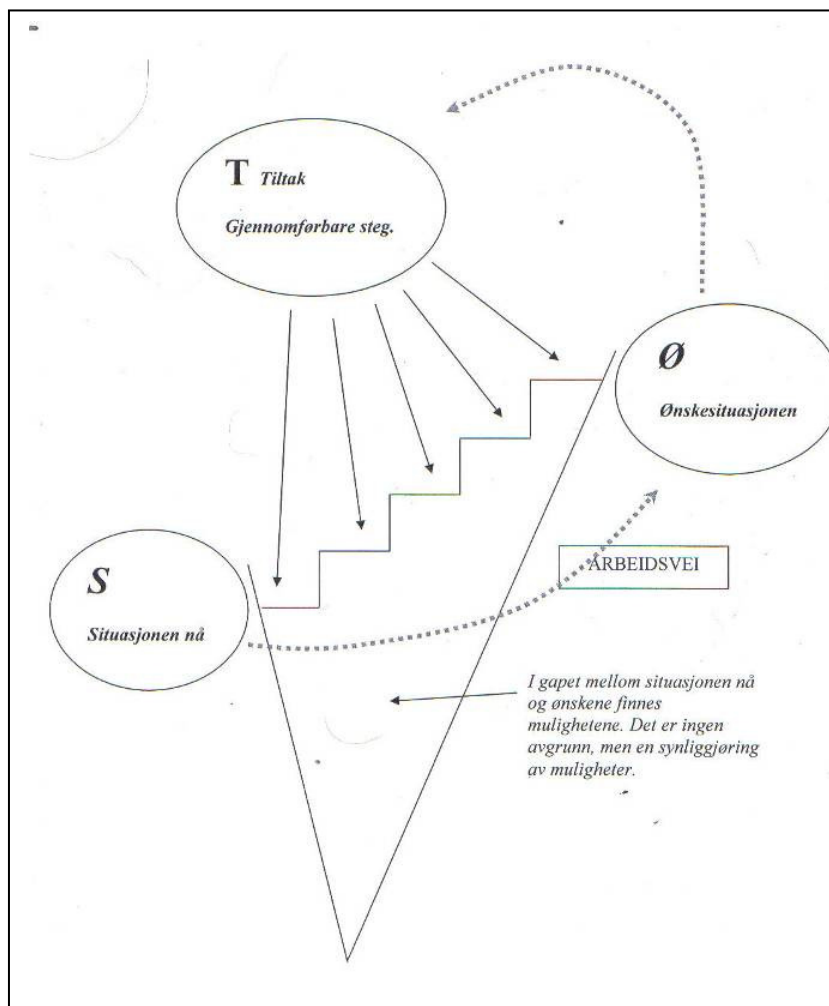 T Tiltak
Gjennomførbare steg.
Ø
Ønskesituasjonen
S
Situasjonen nå
ARBEIDSVEI
I gapet mellom situasjonen nå
og ønskene finnes
mulighetene. Det er ingen
avgrunn, men en synliggjøring
av muligheter.